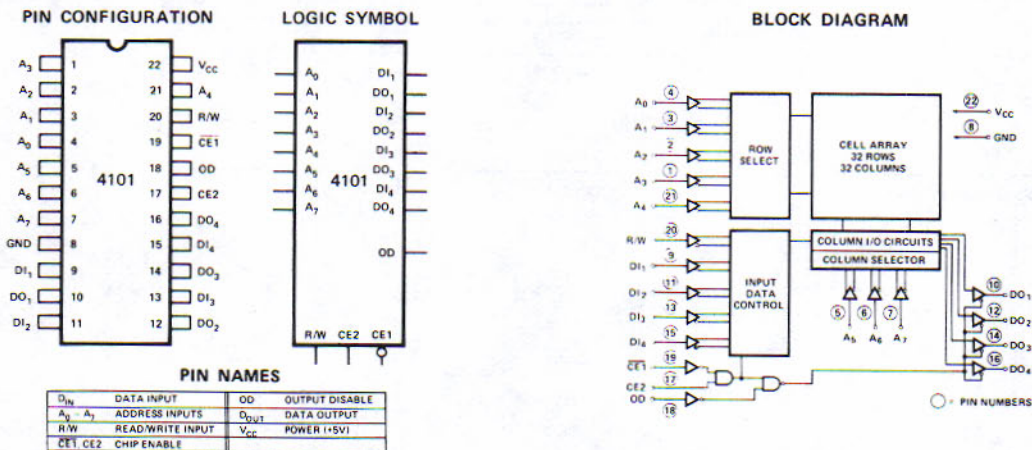 PIN CONFIGURATION
A3 1 22 VCC
A2 2 21 A4
A1 3 20 R/W
A0 4 19 CE1
A5 5 18 OD
A6 6 17 CE2
A7 7 16 DO4
GND 8 15 DI4
DI1 9 14 DO3
DO1 10 13 DI3
DI2 11 12 DO2
4101
LOGIC SYMBOL
A0 DI1
A1 DO1
A2 DI2
A3 DO2
A4 DI3
A5 DO3
A6 DI4
A7 DO4
4101
OD
R/W CE2 CE1
BLOCK DIAGRAM
A0 4
A1 3
A2 2
A3 1
A4 21
ROW
SELECT
CELL ARRAY
32 ROWS
32 COLUMNS
22 VCC
8 GND
R/W 20
DI1 9
DI2 11
DI3 13
DI4 15
CE1 19
CE2 17
OD 18
INPUT
DATA
CONTROL
COLUMN I/O CIRCUITS
COLUMN SELECTOR
5 6 7
A5 A6 A7
10 DO1
12 DO2
14 DO3
16 DO4
○ = PIN NUMBERS
PIN NAMES
DIN DATA INPUT OD OUTPUT DISABLE
A0 - A7 ADDRESS INPUTS DOUT DATA OUTPUT
R/W READ/WRITE INPUT VCC POWER (+5V)
CE1, CE2 CHIP ENABLE